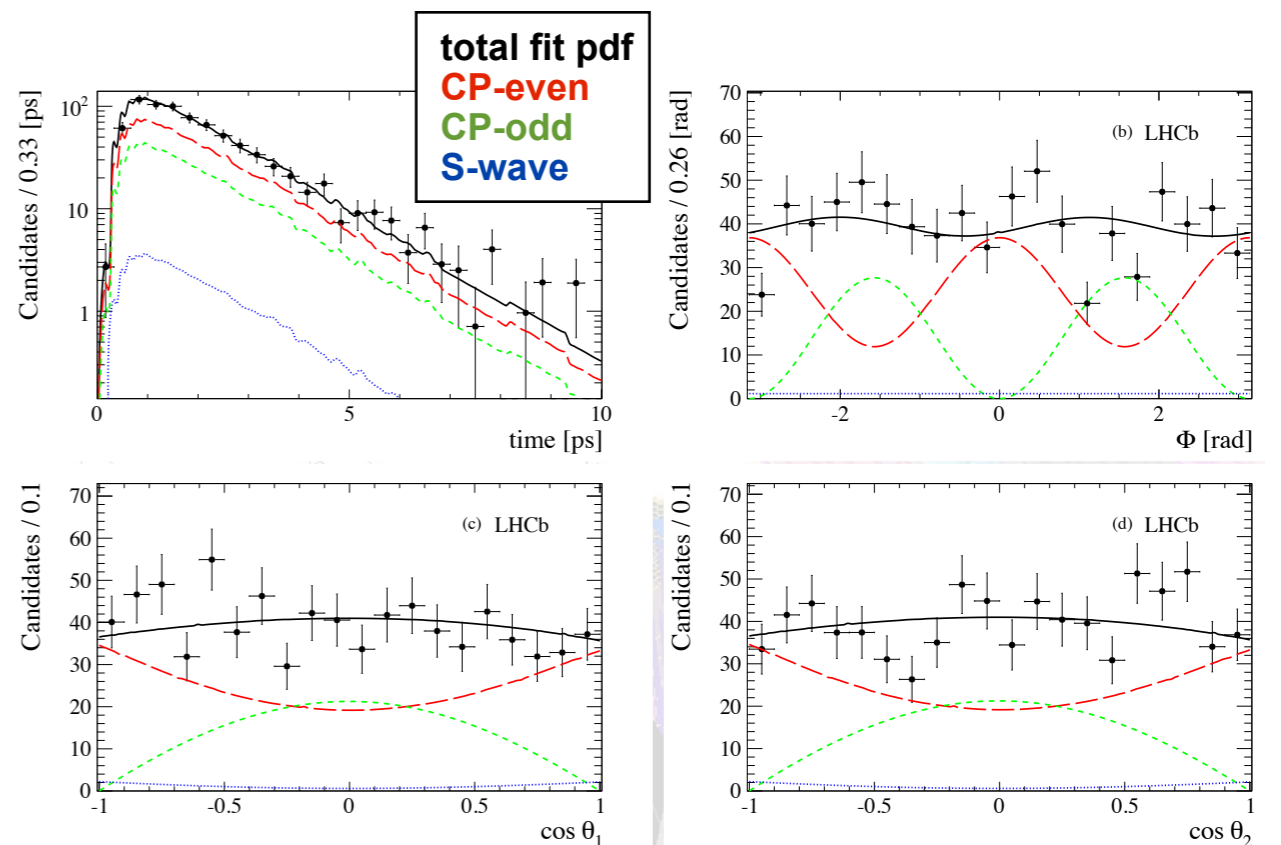 total fit pdf
CP-even
CP-odd
S-wave
Candidates / 0.33 [ps]
10²
10
1
0 5 10
time [ps]
Candidates / 0.26 [rad]
(b) LHCb
70
60
50
40
30
20
10
0
-2 0 2
Φ [rad]
Candidates / 0.1
(c) LHCb
70
60
50
40
30
20
10
0
-1 -0.5 0 0.5 1
cos θ₁
Candidates / 0.1
(d) LHCb
70
60
50
40
30
20
10
0
-1 -0.5 0 0.5 1
cos θ₂